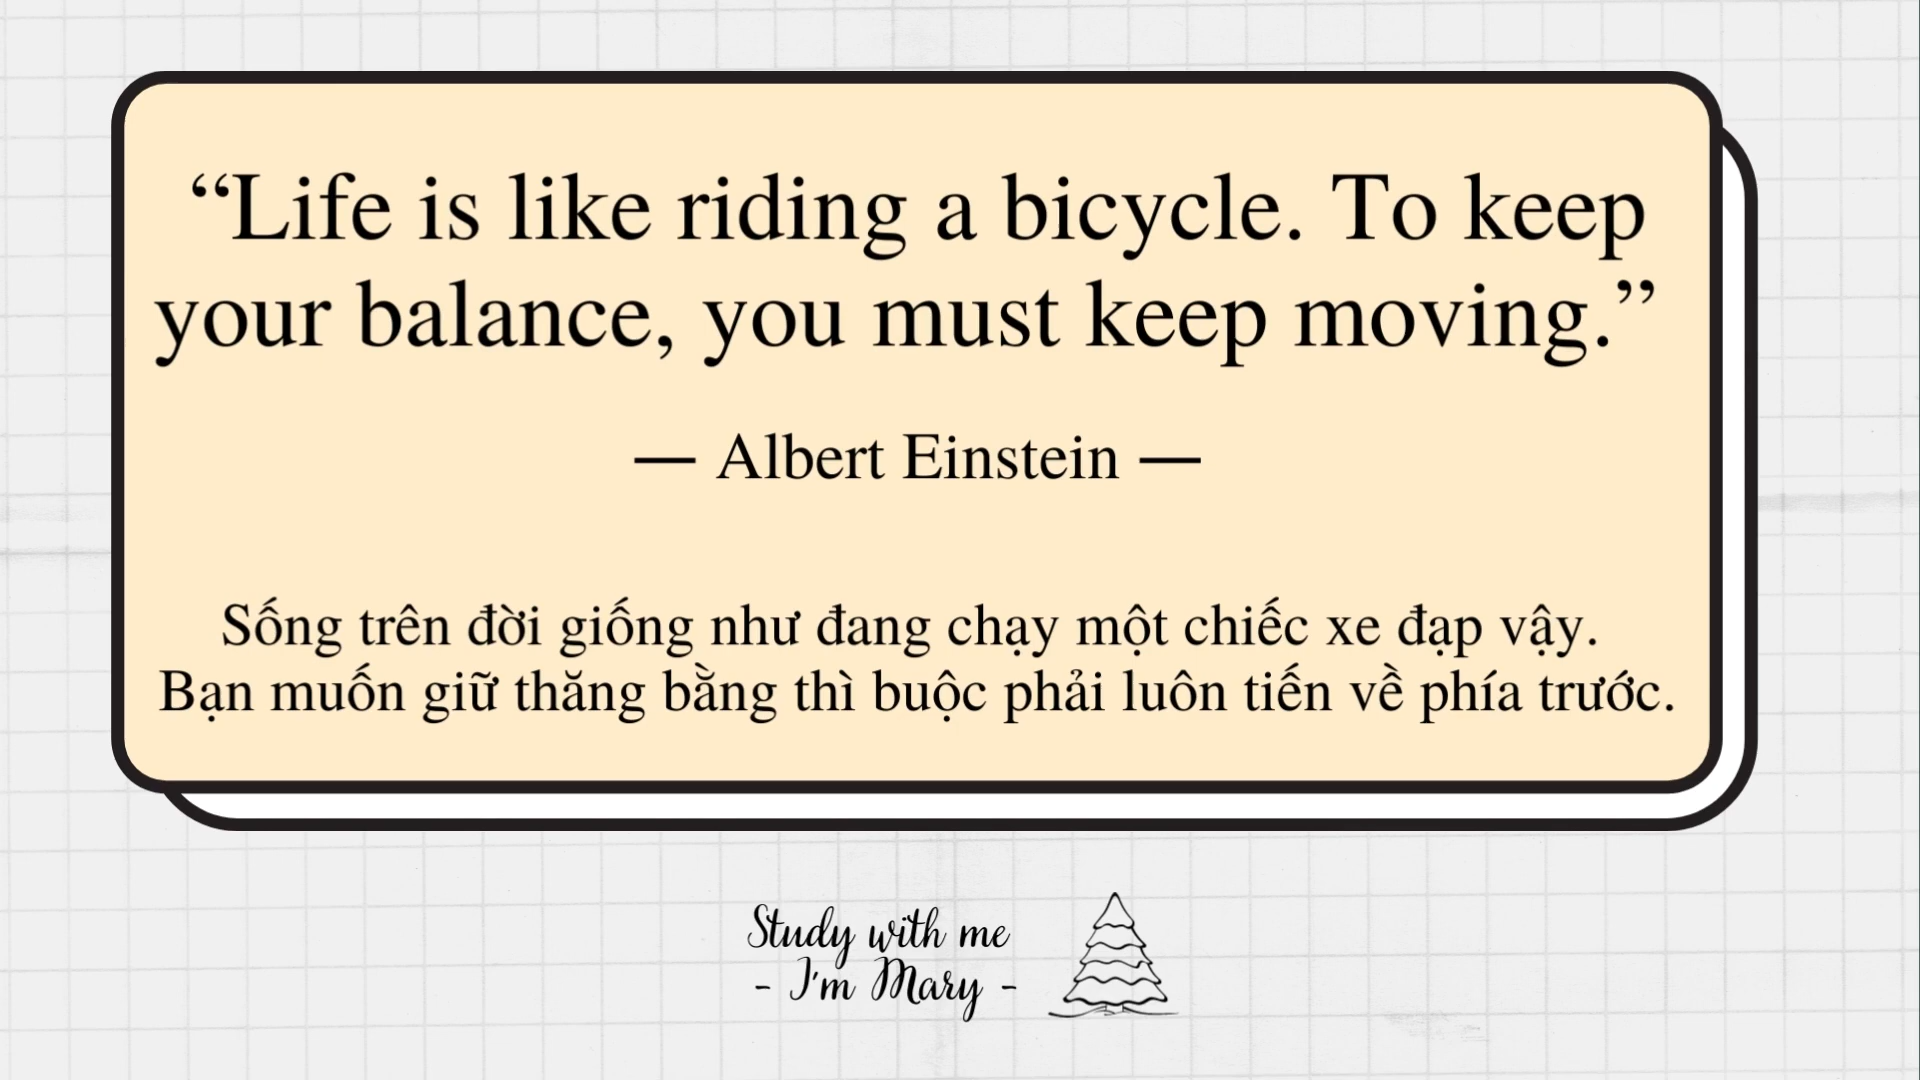 “Life is like riding a bicycle. To keep
your balance, you must keep moving.”
— Albert Einstein —
Sống trên đời giống như đang chạy một chiếc xe đạp vậy.
Bạn muốn giữ thăng bằng thì buộc phải luôn tiến về phía trước.
Study with me
- I'm Mary -